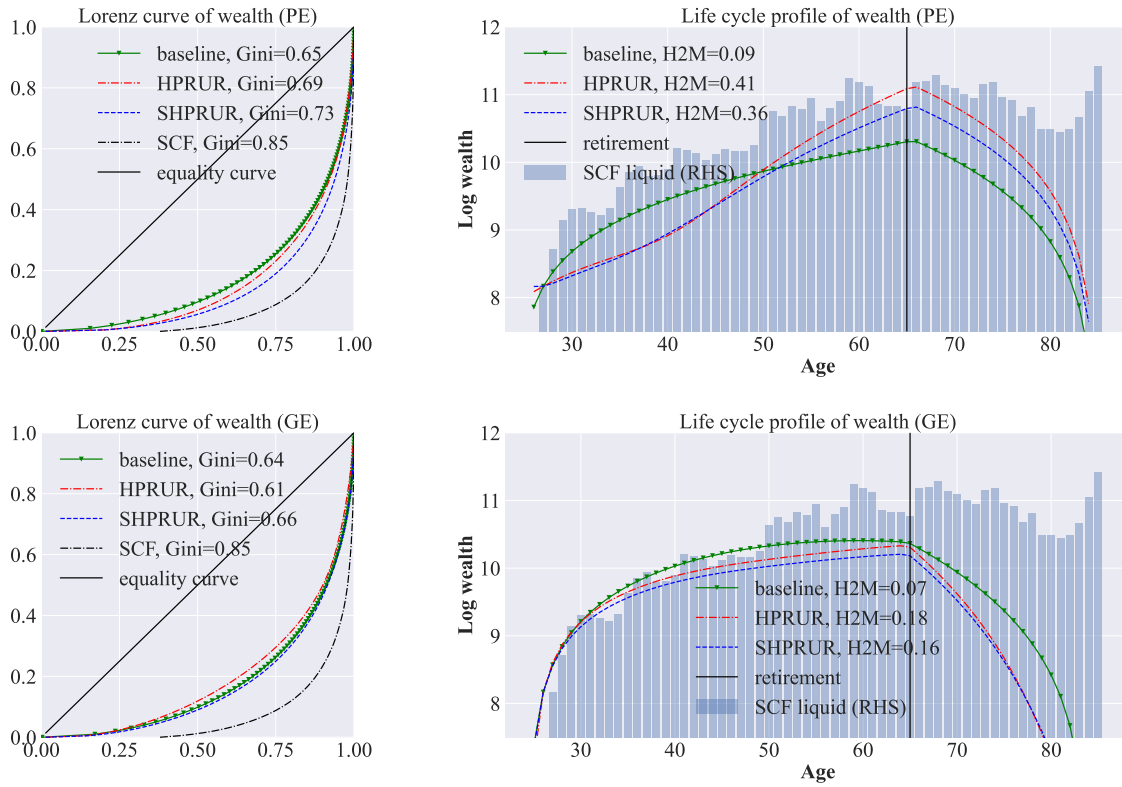 Lorenz curve of wealth (PE)
1.0
0.8
0.6
0.4
0.2
0.0
0.00
0.25
0.50
0.75
1.00
baseline, Gini=0.65
HPRUR, Gini=0.69
SHPRUR, Gini=0.73
SCF, Gini=0.85
equality curve
Life cycle profile of wealth (PE)
12
11
10
9
8
Log wealth
baseline, H2M=0.09
HPRUR, H2M=0.41
SHPRUR, H2M=0.36
retirement
SCF liquid (RHS)
30
40
50
60
70
80
Age
Lorenz curve of wealth (GE)
1.0
0.8
0.6
0.4
0.2
0.0
0.00
0.25
0.50
0.75
1.00
baseline, Gini=0.64
HPRUR, Gini=0.61
SHPRUR, Gini=0.66
SCF, Gini=0.85
equality curve
Life cycle profile of wealth (GE)
12
11
10
9
8
Log wealth
baseline, H2M=0.07
HPRUR, H2M=0.18
SHPRUR, H2M=0.16
retirement
SCF liquid (RHS)
30
40
50
60
70
80
Age